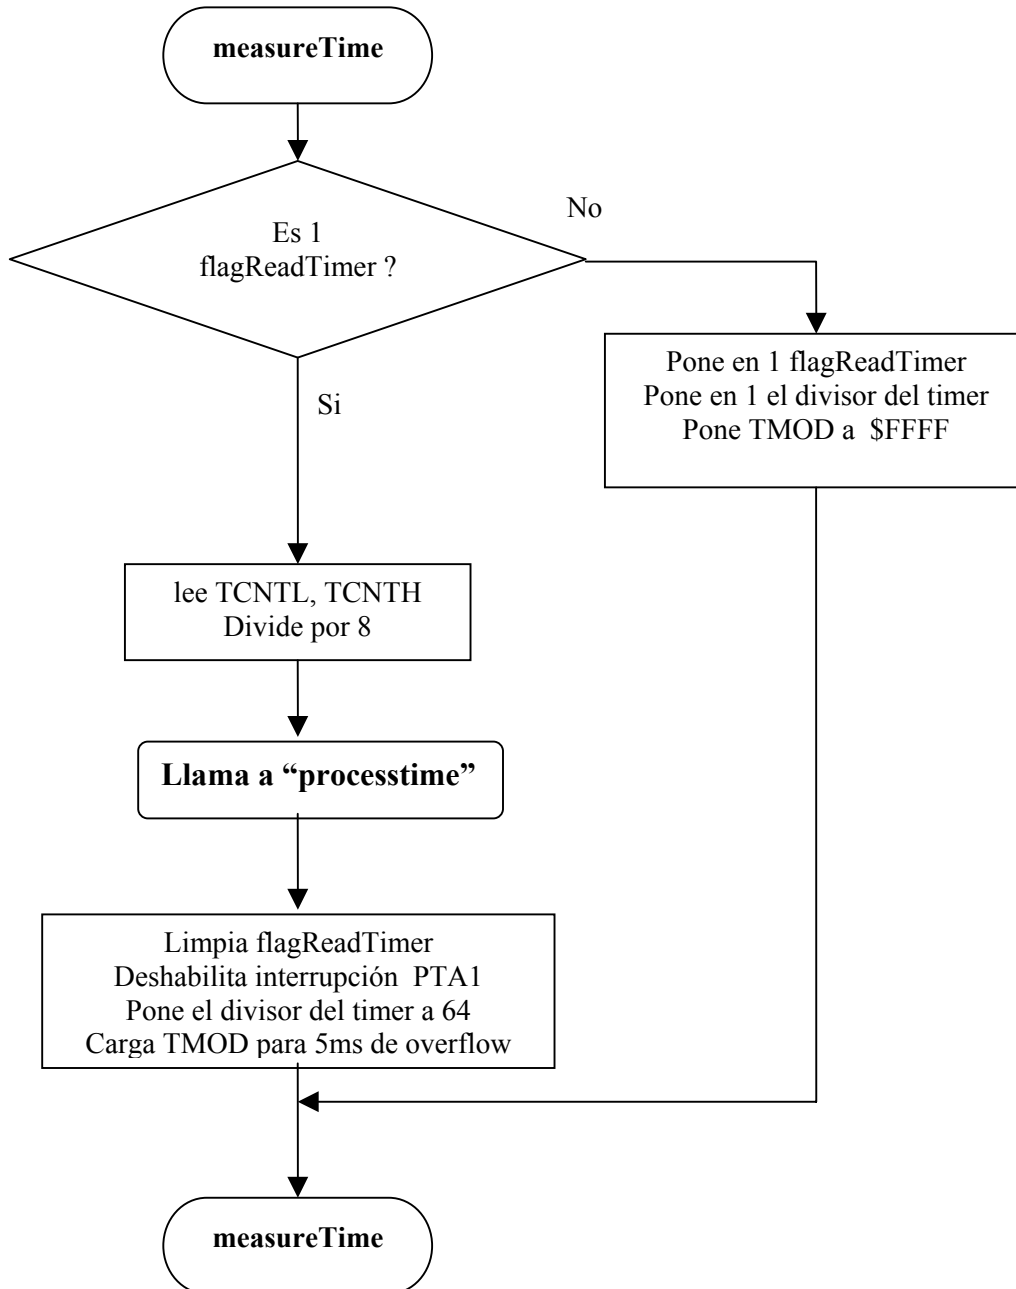 measureTime
Es 1
flagReadTimer ?
No
Si
Pone en 1 flagReadTimer
Pone en 1 el divisor del timer
Pone TMOD a $FFFF
lee TCNTL, TCNTH
Divide por 8
Llama a “processtime”
Limpia flagReadTimer
Deshabilita interrupción PTA1
Pone el divisor del timer a 64
Carga TMOD para 5ms de overflow
measureTime